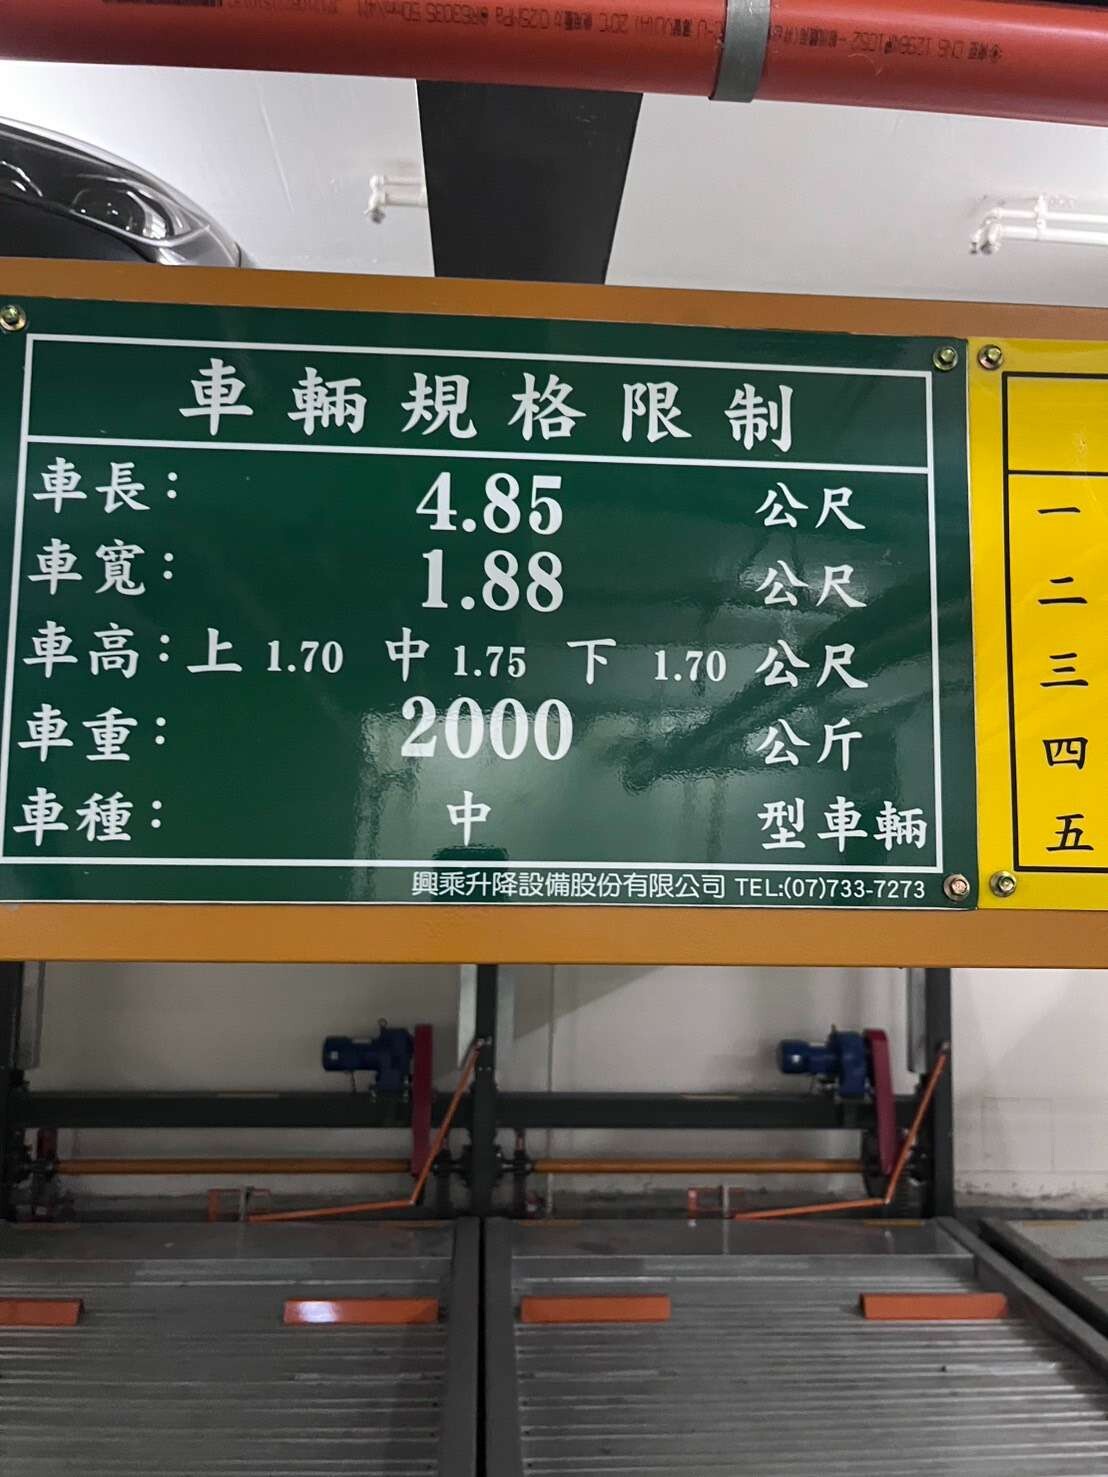 車輛規格限制
車長： 4.85 公尺
車寬： 1.88 公尺
車高：上 1.70 中 1.75 下 1.70 公尺
車重： 2000 公斤
車種： 中 型車輛
興乘升降設備股份有限公司 TEL:(07)733-7273
一
二
三
四
五